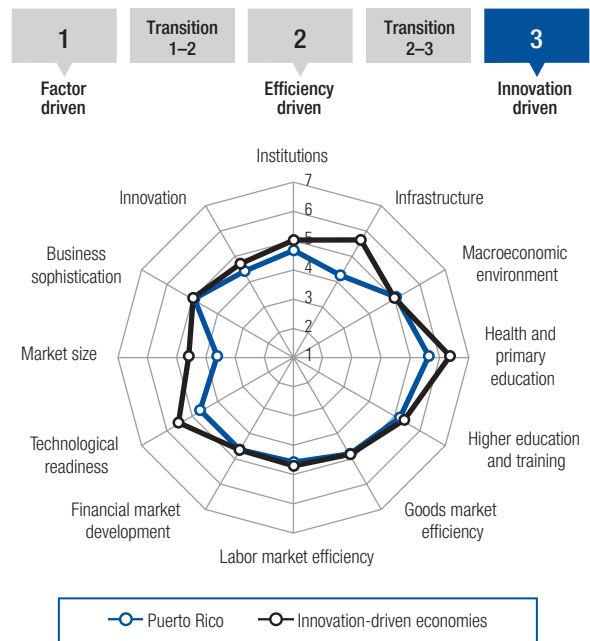 1
Transition
1–2
2
Transition
2–3
3
Factor
driven
Efficiency
driven
Innovation
driven
Institutions
7
Innovation
Infrastructure
6
5
Business
sophistication
Macroeconomic
environment
4
3
Market size
Health and
primary
education
2
1
Technological
readiness
Higher education
and training
Financial market
development
Goods market
efficiency
Labor market efficiency
Puerto Rico
Innovation-driven economies